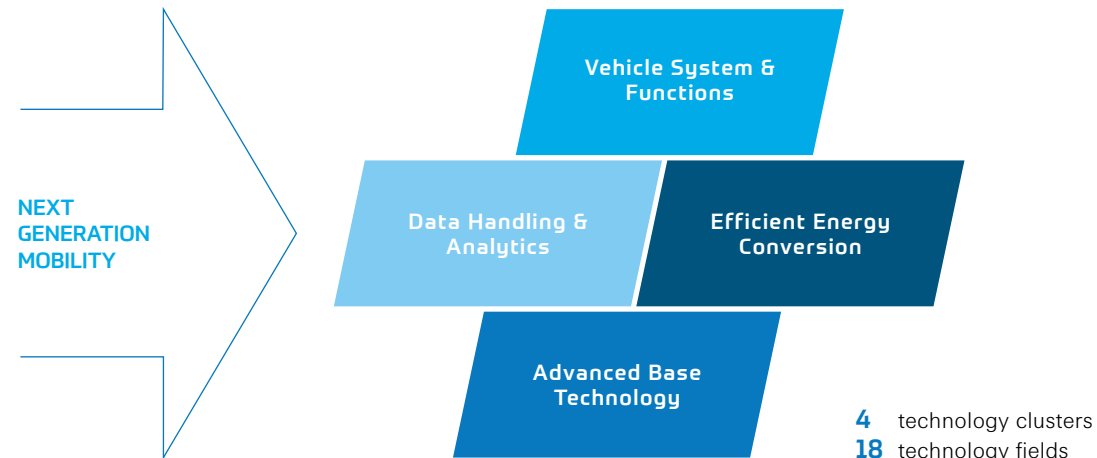 Vehicle System &
Functions
NEXT
GENERATION
MOBILITY
Data Handling &
Analytics
Efficient Energy
Conversion
Advanced Base
Technology
4 technology clusters
18 technology fields